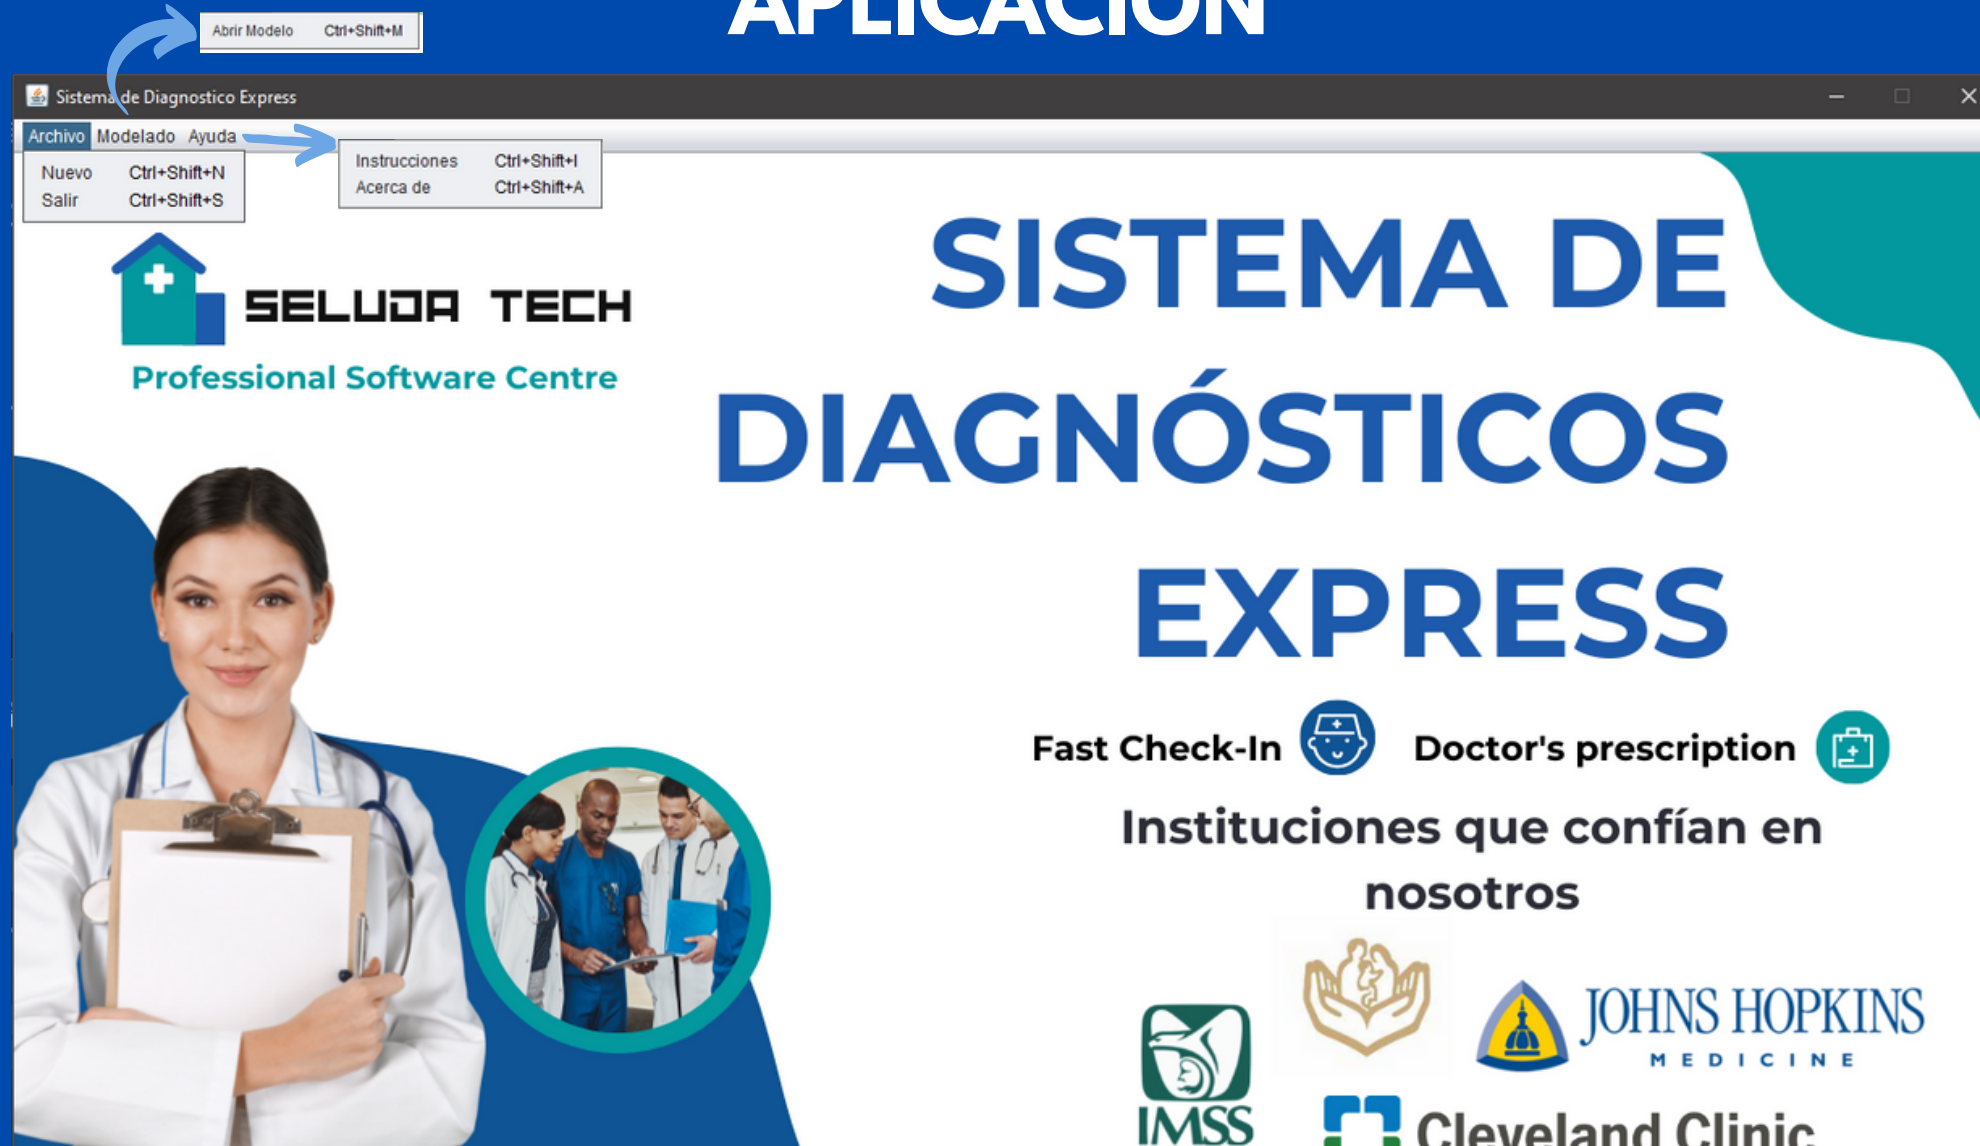 APLICACIÓN
Abrir Modelo Ctrl+Shift+M
Sistema de Diagnostico Express
Archivo Modelado Ayuda
Nuevo Ctrl+Shift+N
Salir Ctrl+Shift+S
Instrucciones Ctrl+Shift+I
Acerca de Ctrl+Shift+A
SELUDA TECH
Professional Software Centre
SISTEMA DE
DIAGNÓSTICOS
EXPRESS
Fast Check-In
Doctor's prescription
Instituciones que confían en
nosotros
IMSS
JOHNS HOPKINS
MEDICINE
Cleveland Clinic